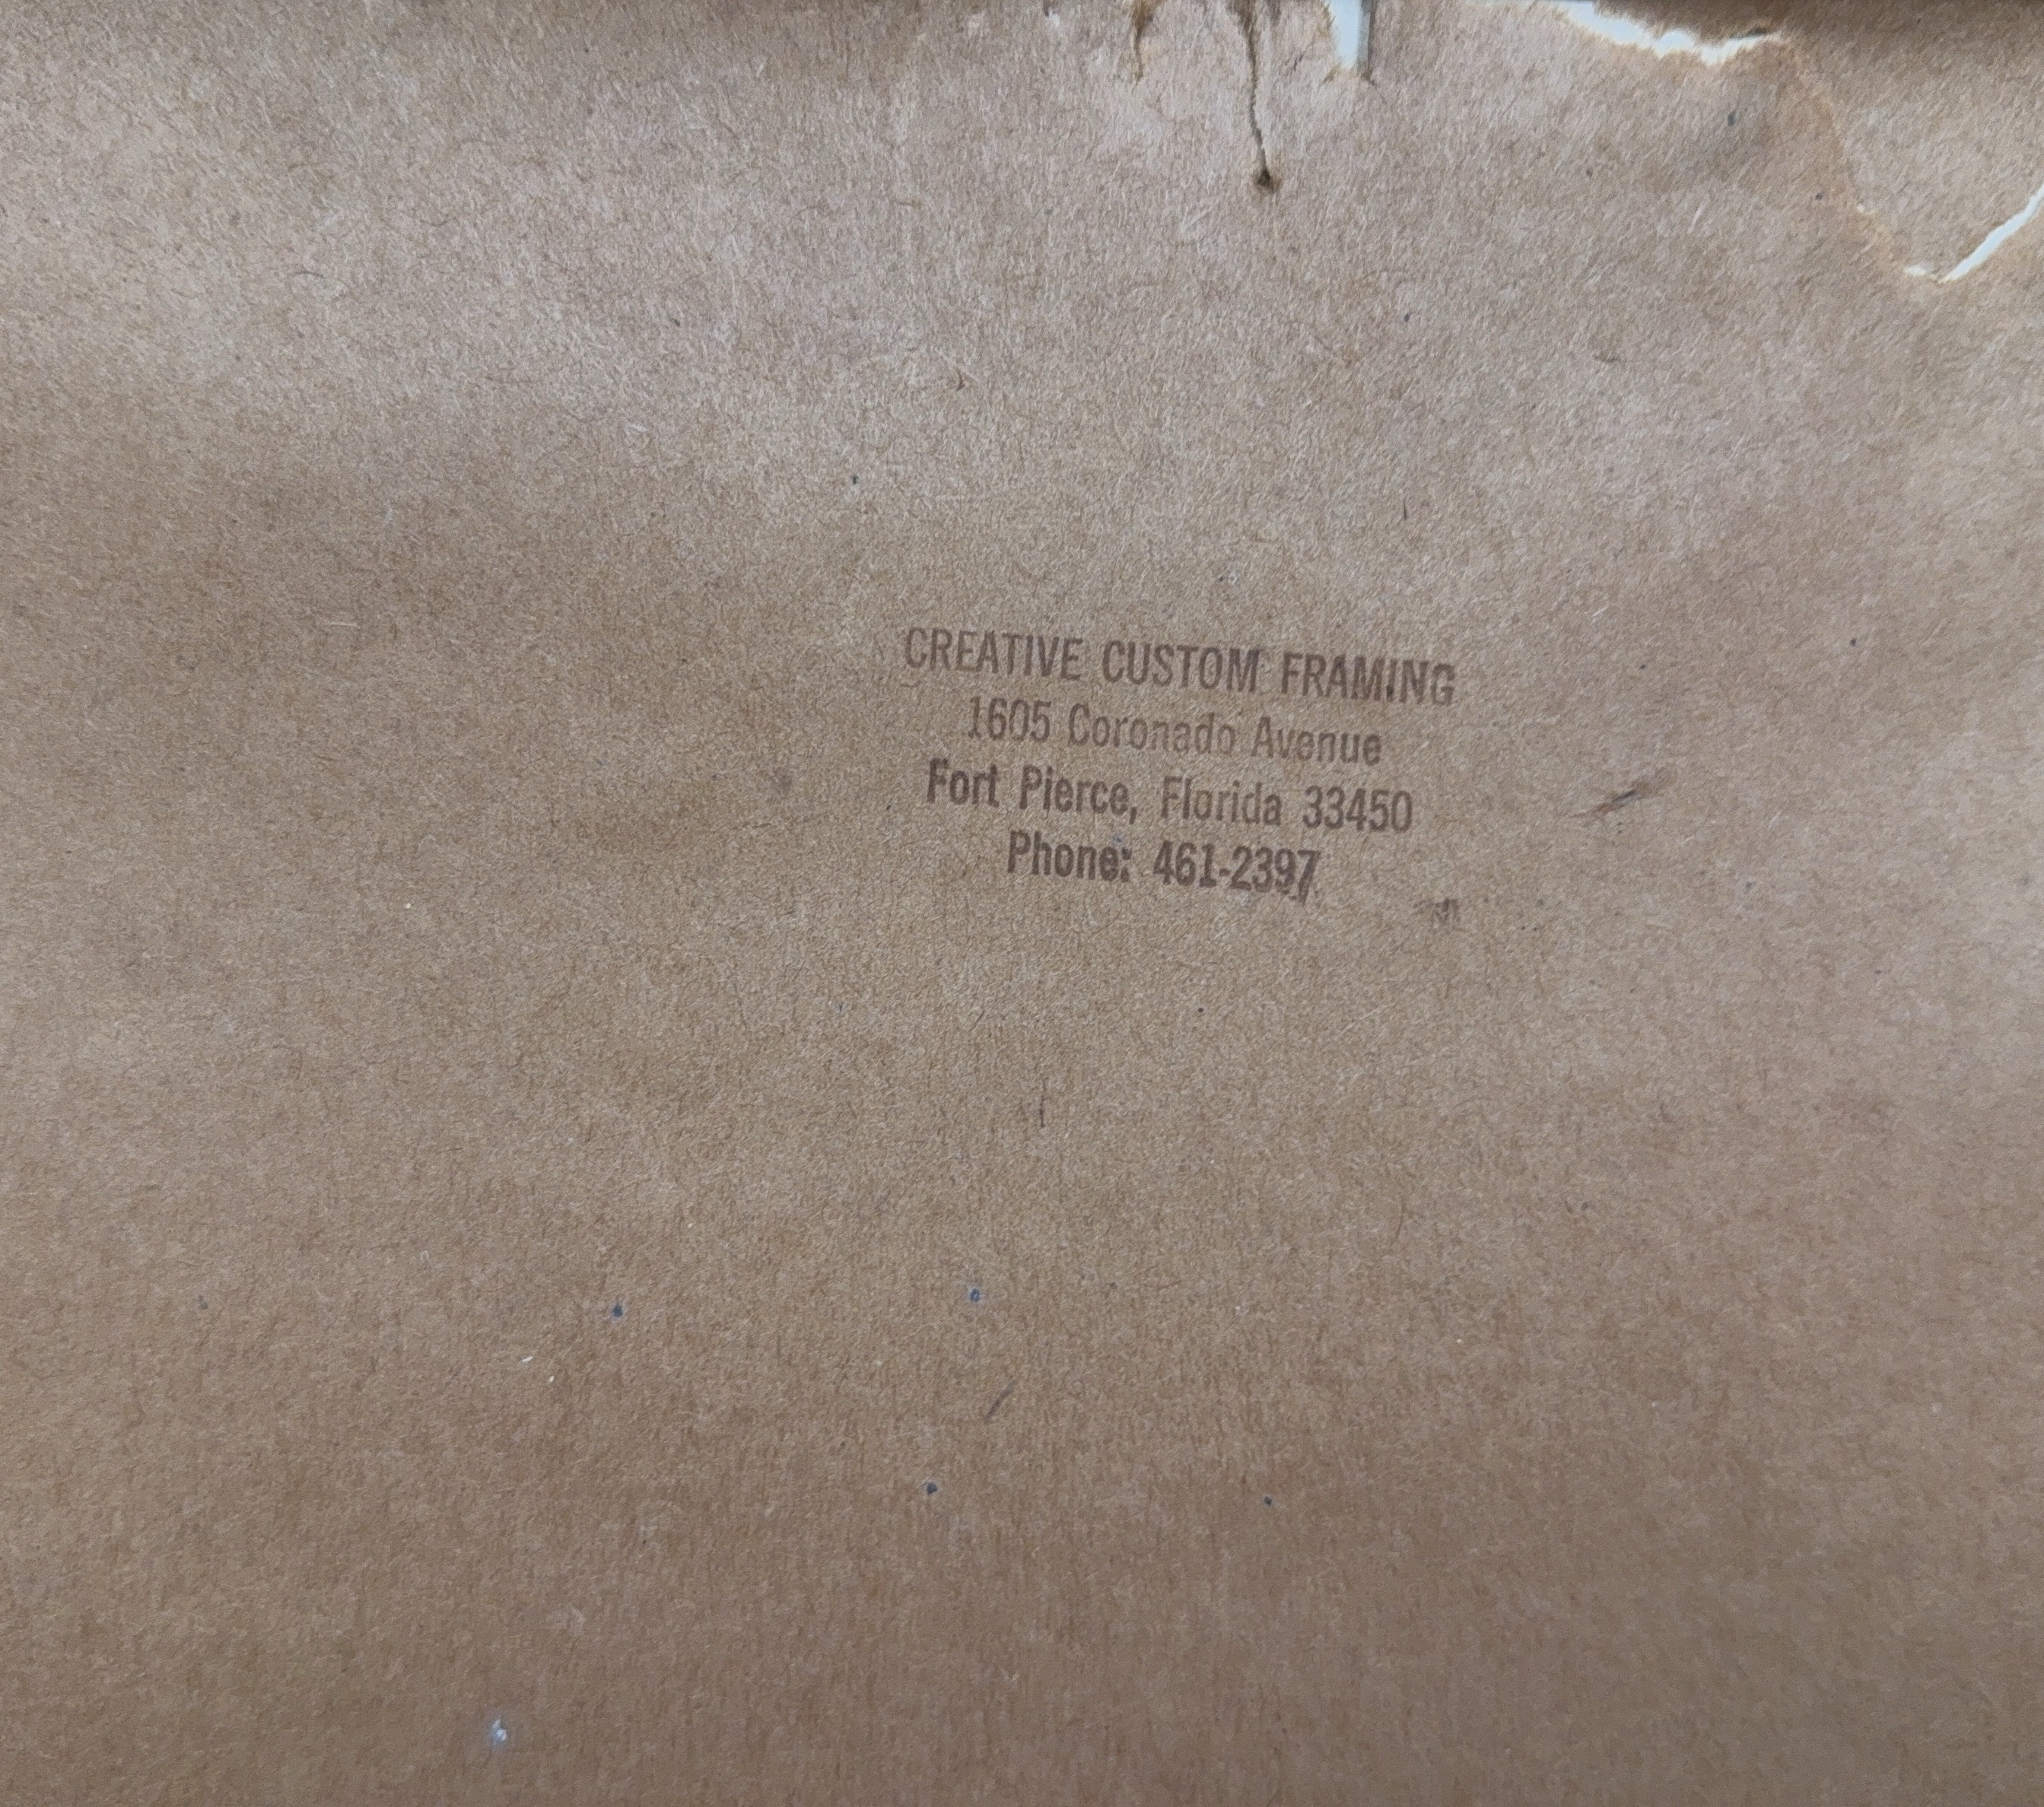 CREATIVE CUSTOM FRAMING
1605 Coronado Avenue
Fort Pierce, Florida 33450
Phone: 461-2397